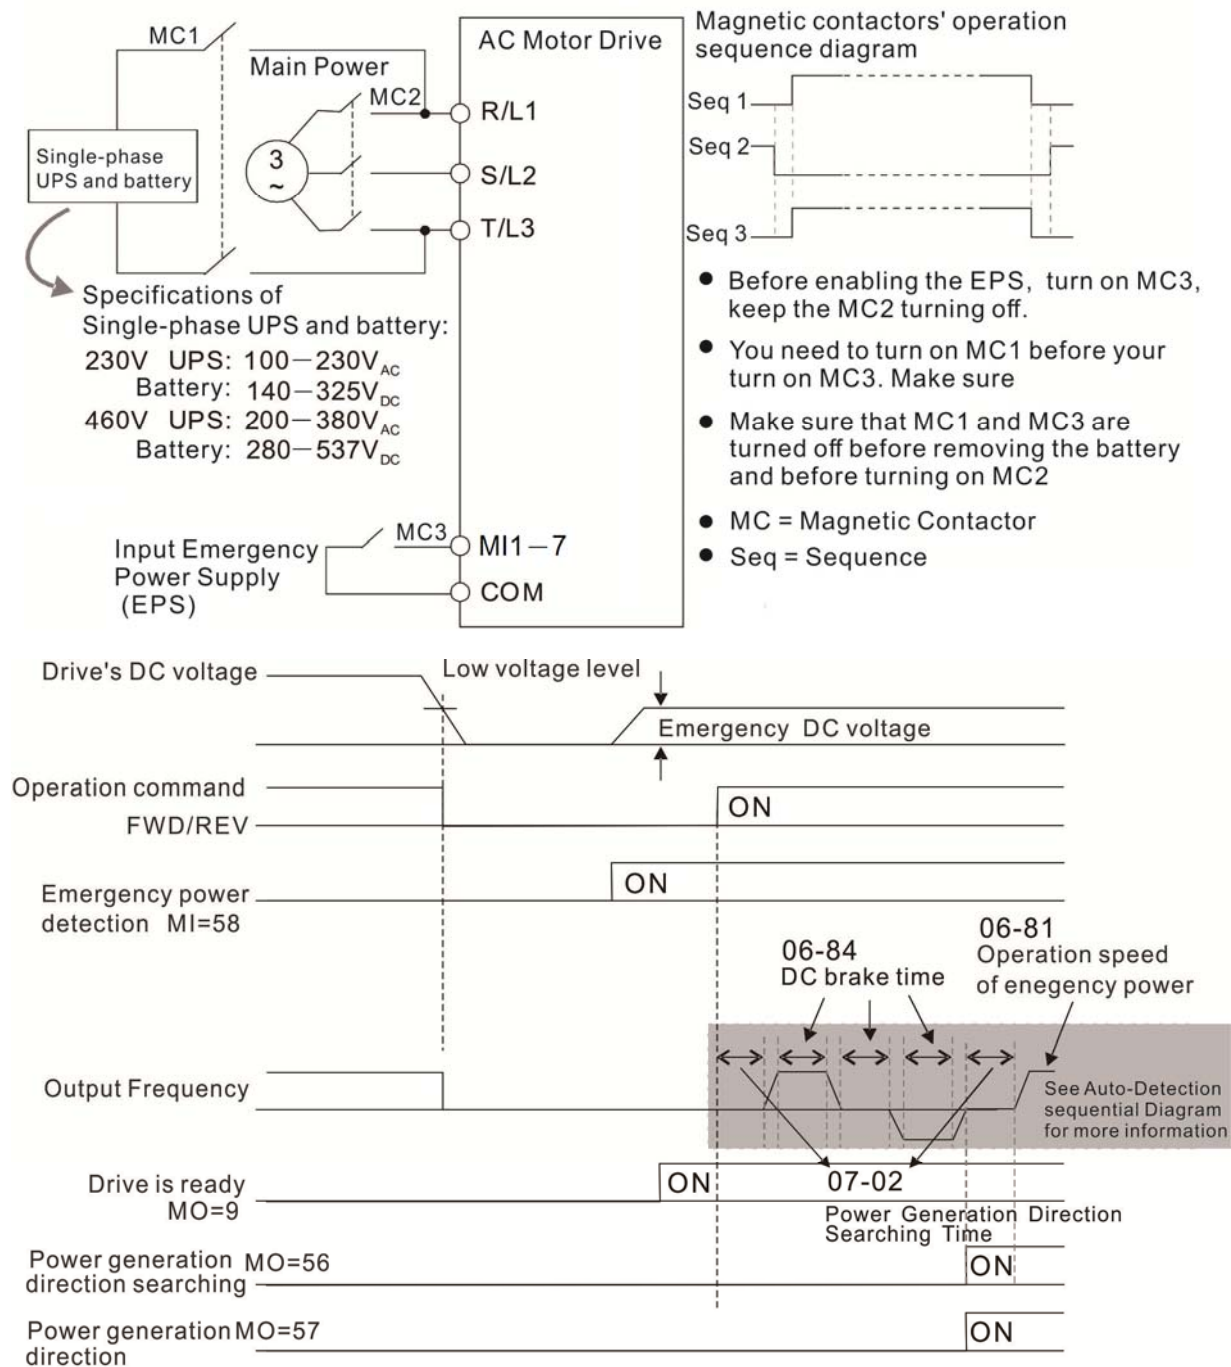 MC1
Main Power
MC2
Single-phase
UPS and battery
3
~
AC Motor Drive
R/L1
S/L2
T/L3
Specifications of
Single-phase UPS and battery:
230V UPS: 100—230VAC
Battery: 140—325VDC
460V UPS: 200—380VAC
Battery: 280—537VDC
Input Emergency
Power Supply
(EPS)
MC3
MI1—7
COM
Magnetic contactors' operation
sequence diagram
Seq 1
Seq 2
Seq 3
● Before enabling the EPS, turn on MC3,
keep the MC2 turning off.
● You need to turn on MC1 before your
turn on MC3. Make sure
● Make sure that MC1 and MC3 are
turned off before removing the battery
and before turning on MC2
● MC = Magnetic Contactor
● Seq = Sequence
Drive's DC voltage
Low voltage level
Emergency DC voltage
Operation command
FWD/REV
ON
Emergency power
detection MI=58
ON
06-84
DC brake time
06-81
Operation speed
of enegency power
Output Frequency
See Auto-Detection
sequential Diagram
for more information
Drive is ready
MO=9
ON
07-02
Power Generation Direction
Searching Time
Power generation MO=56
direction searching
ON
Power generation MO=57
direction
ON